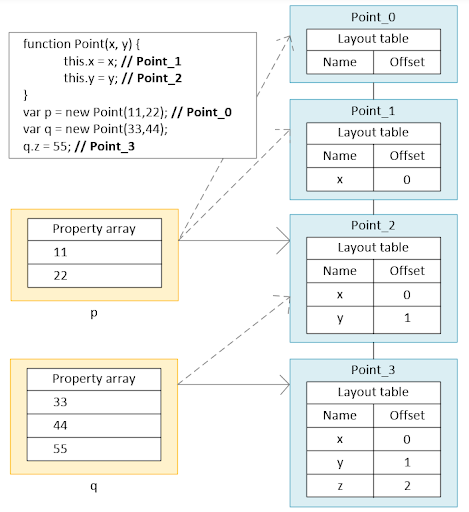 function Point(x, y) {
this.x = x; // Point_1
this.y = y; // Point_2
}
var p = new Point(11,22); // Point_0
var q = new Point(33,44);
q.z = 55; // Point_3
Point_0
Layout table
Name Offset
Point_1
Layout table
Name Offset
x 0
Property array
11
22
p
Point_2
Layout table
Name Offset
x 0
y 1
Property array
33
44
55
q
Point_3
Layout table
Name Offset
x 0
y 1
z 2